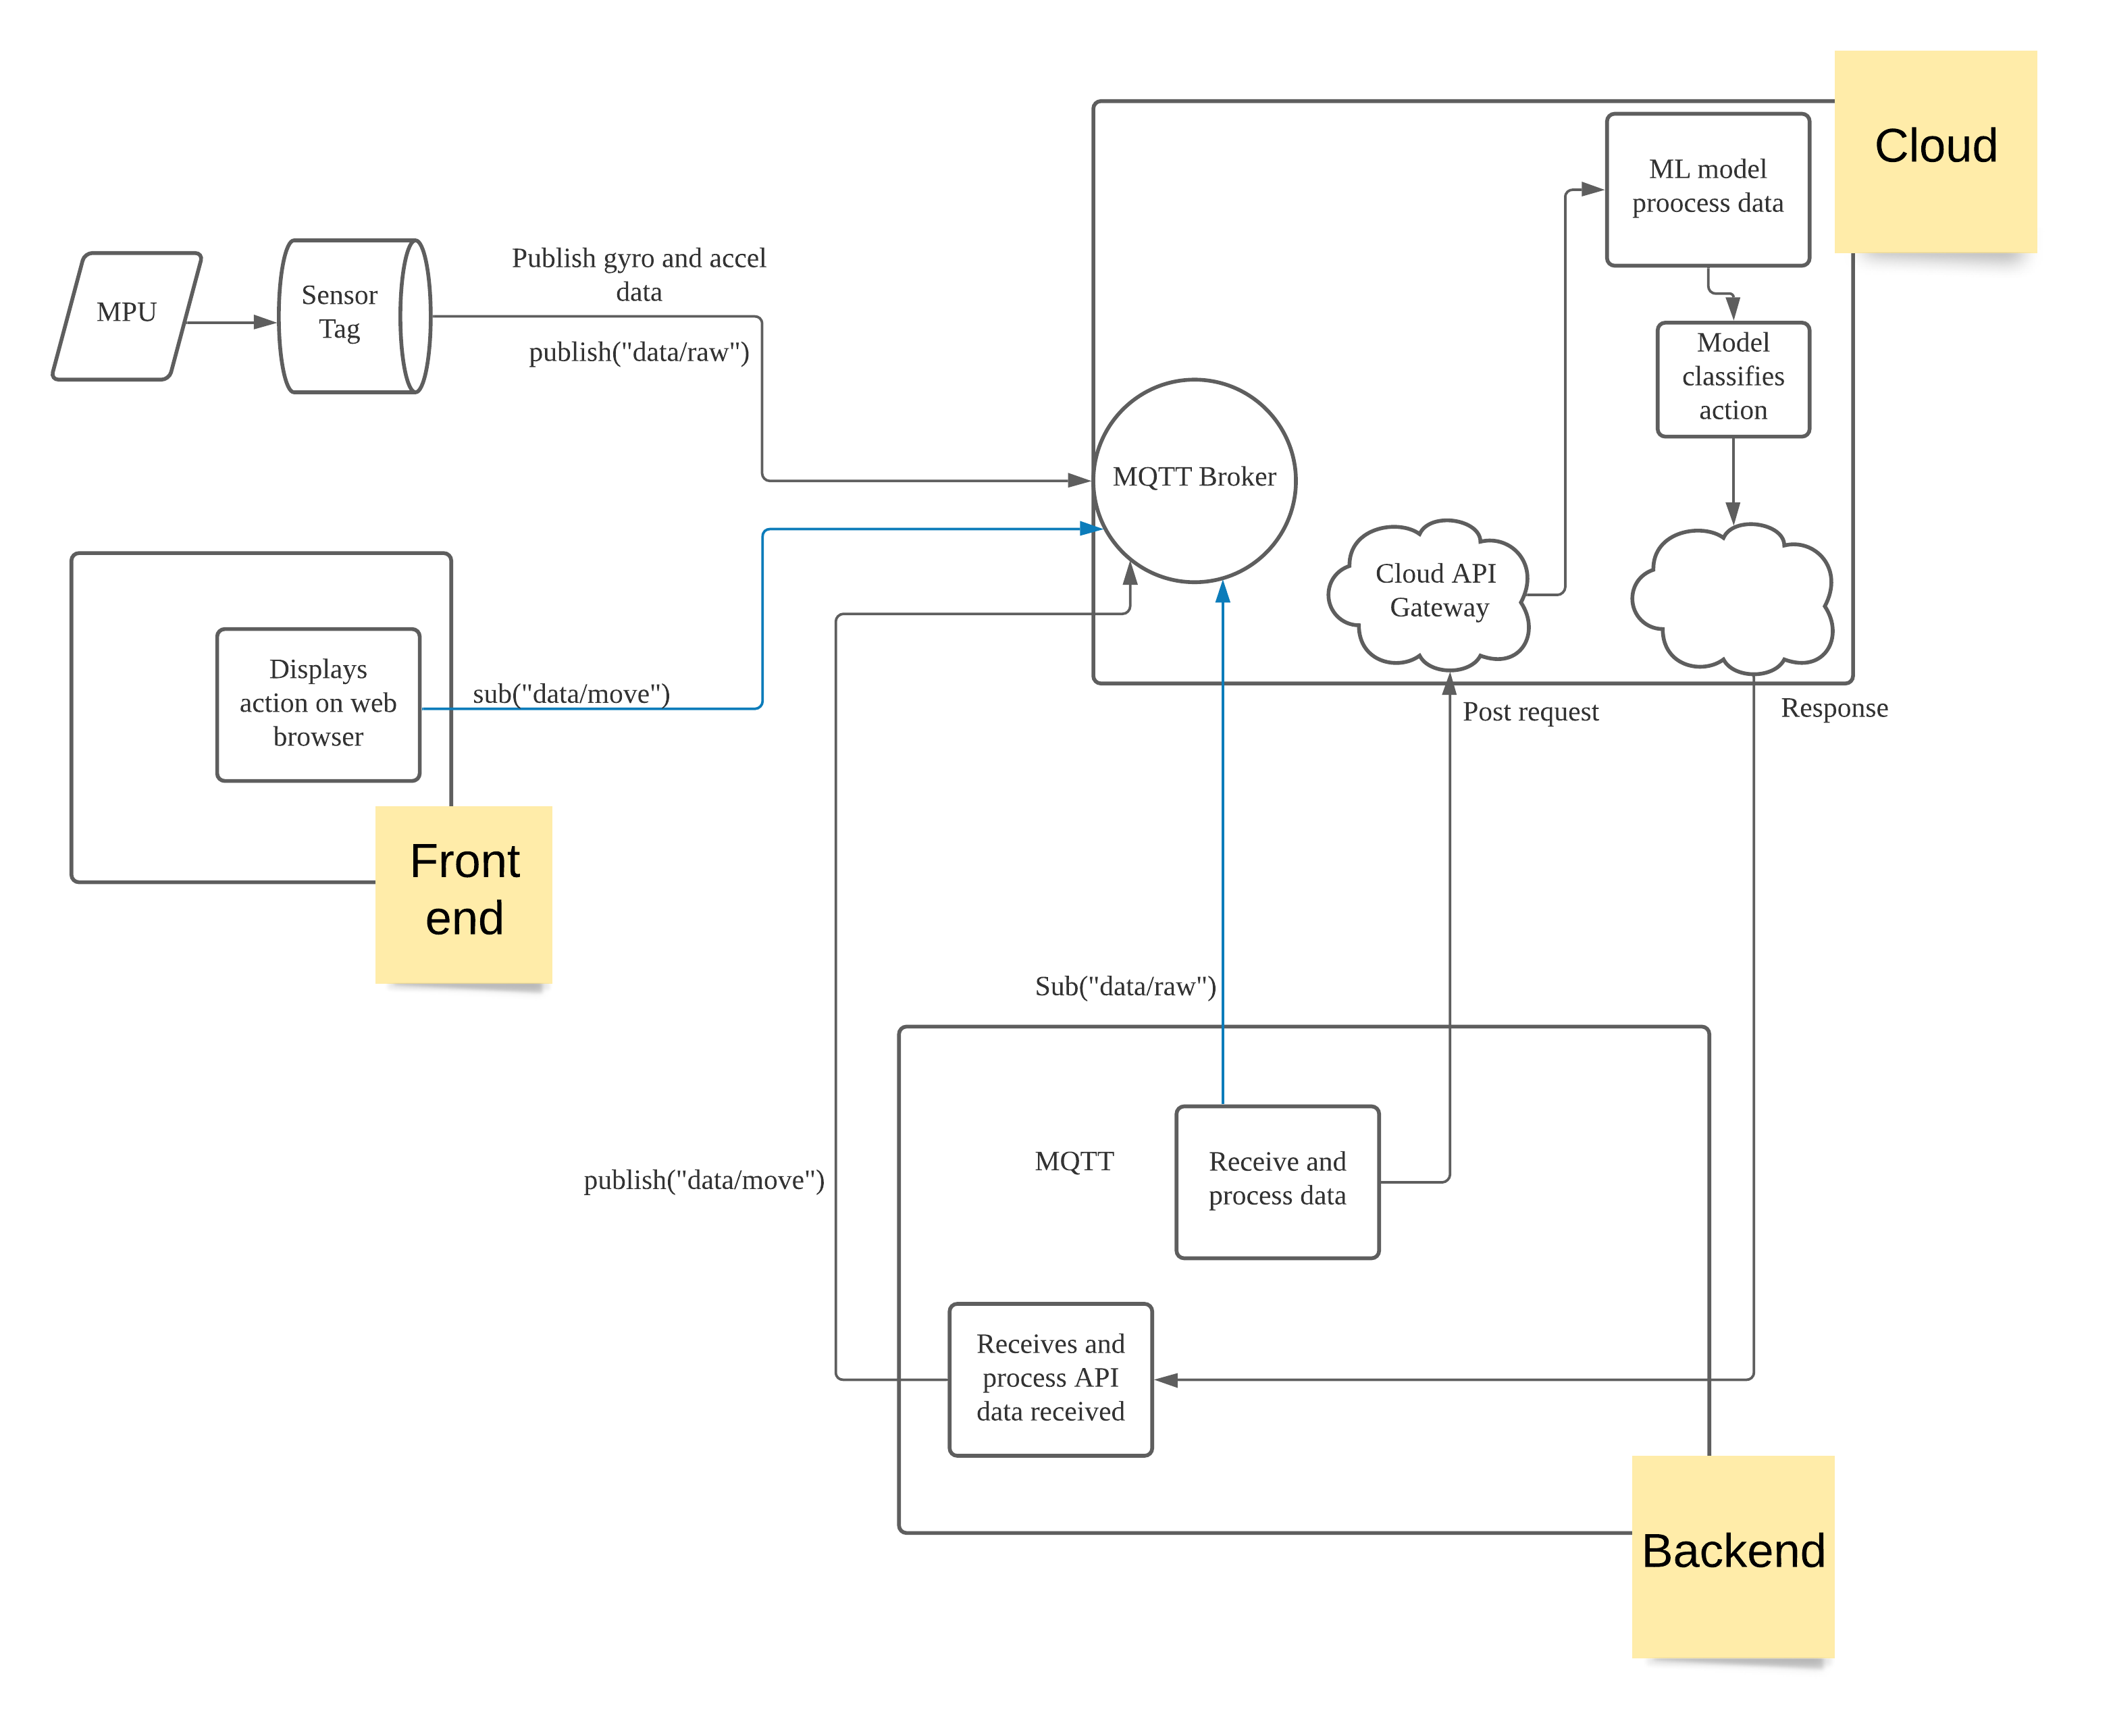 Cloud
ML model
proocess data
Publish gyro and accel
data
MPU
Sensor
Tag
publish("data/raw")
Model
classifies
action
MQTT Broker
Cloud API
Gateway
Displays
action on web
browser
sub("data/move")
Post request
Response
Front
end
Sub("data/raw")
MQTT
Receive and
process data
publish("data/move")
Receives and
process API
data received
Backend